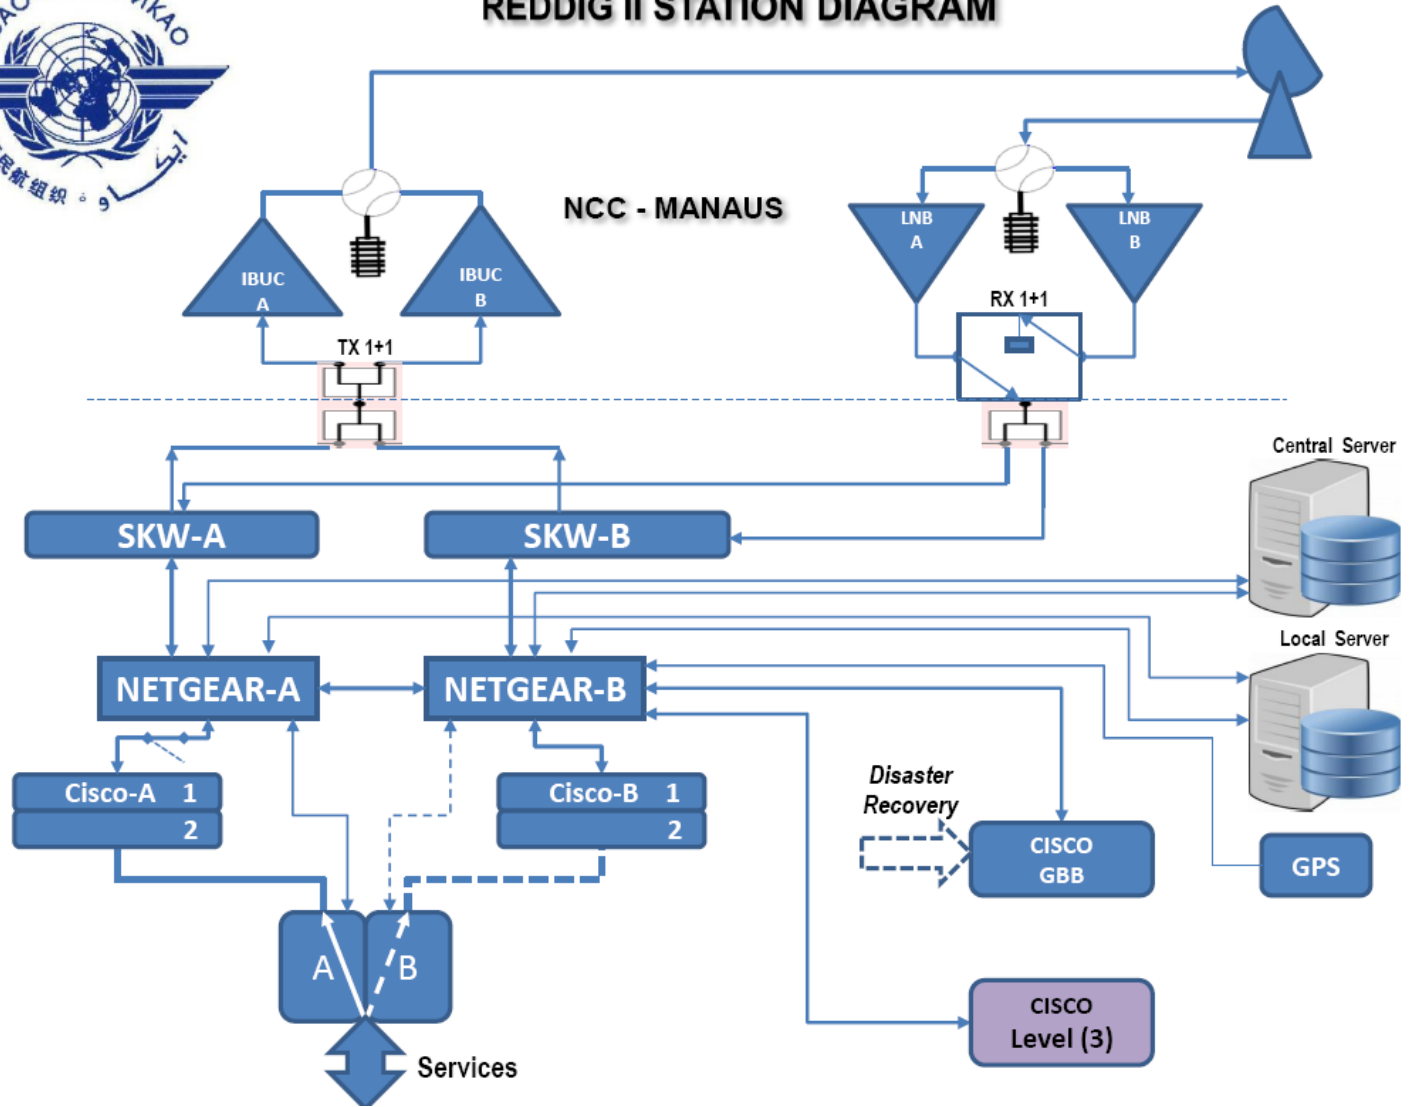 REDDIG II STATION DIAGRAM
NCC - MANAUS
LNB
A
LNB
B
IBUC
A
IBUC
B
RX 1+1
TX 1+1
Central Server
SKW-A
SKW-B
Local Server
NETGEAR-A
NETGEAR-B
Cisco-A 1
2
Cisco-B 1
2
Disaster
Recovery
CISCO
GBB
GPS
A
B
CISCO
Level (3)
Services